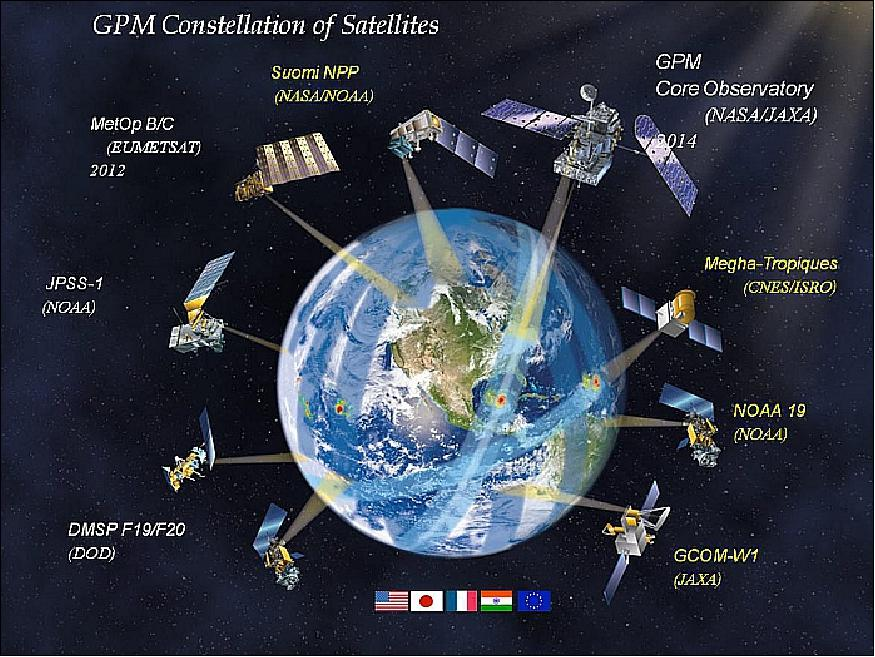 GPM Constellation of Satellites
Suomi NPP
(NASA/NOAA)
GPM
Core Observatory
(NASA/JAXA)
2014
MetOp B/C
(EUMETSAT)
2012
JPSS-1
(NOAA)
Megha-Tropiques
(CNES/ISRO)
NOAA 19
(NOAA)
DMSP F19/F20
(DOD)
GCOM-W1
(JAXA)